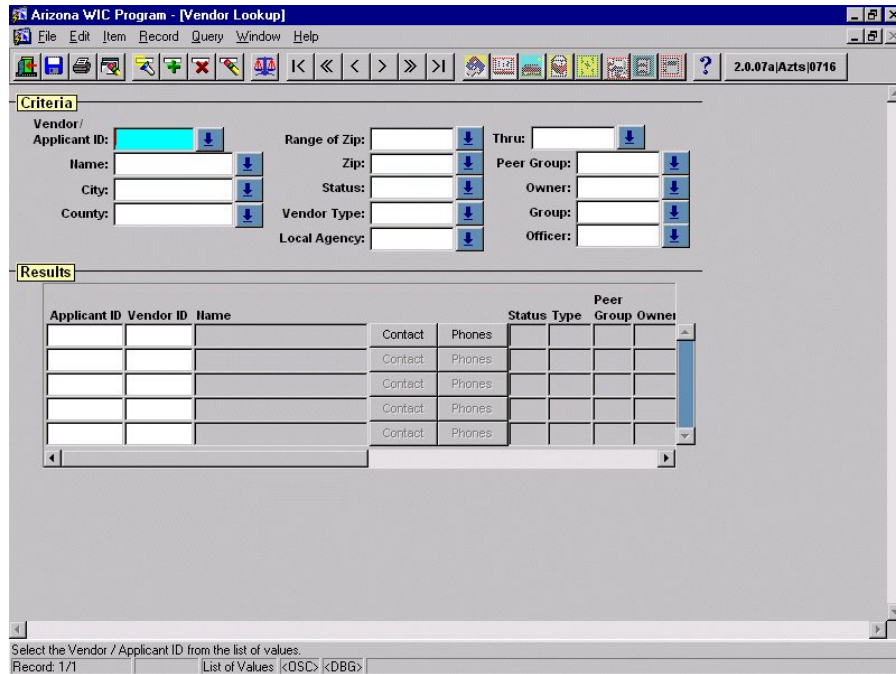 Arizona WIC Program - [Vendor Lookup]
File Edit Item Record Query Window Help
? 2.0.07a|Azts|0716
Criteria
Vendor/
Applicant ID: Range of Zip: Thru:
Name: Zip: Peer Group:
City: Status: Owner:
County: Vendor Type: Group:
Local Agency: Officer:
Results
Peer
Applicant ID Vendor ID Name Status Type Group Owner
Contact Phones
Contact Phones
Contact Phones
Contact Phones
Contact Phones
Select the Vendor / Applicant ID from the list of values.
Record: 1/1 List of Values <OSC> <DBG>